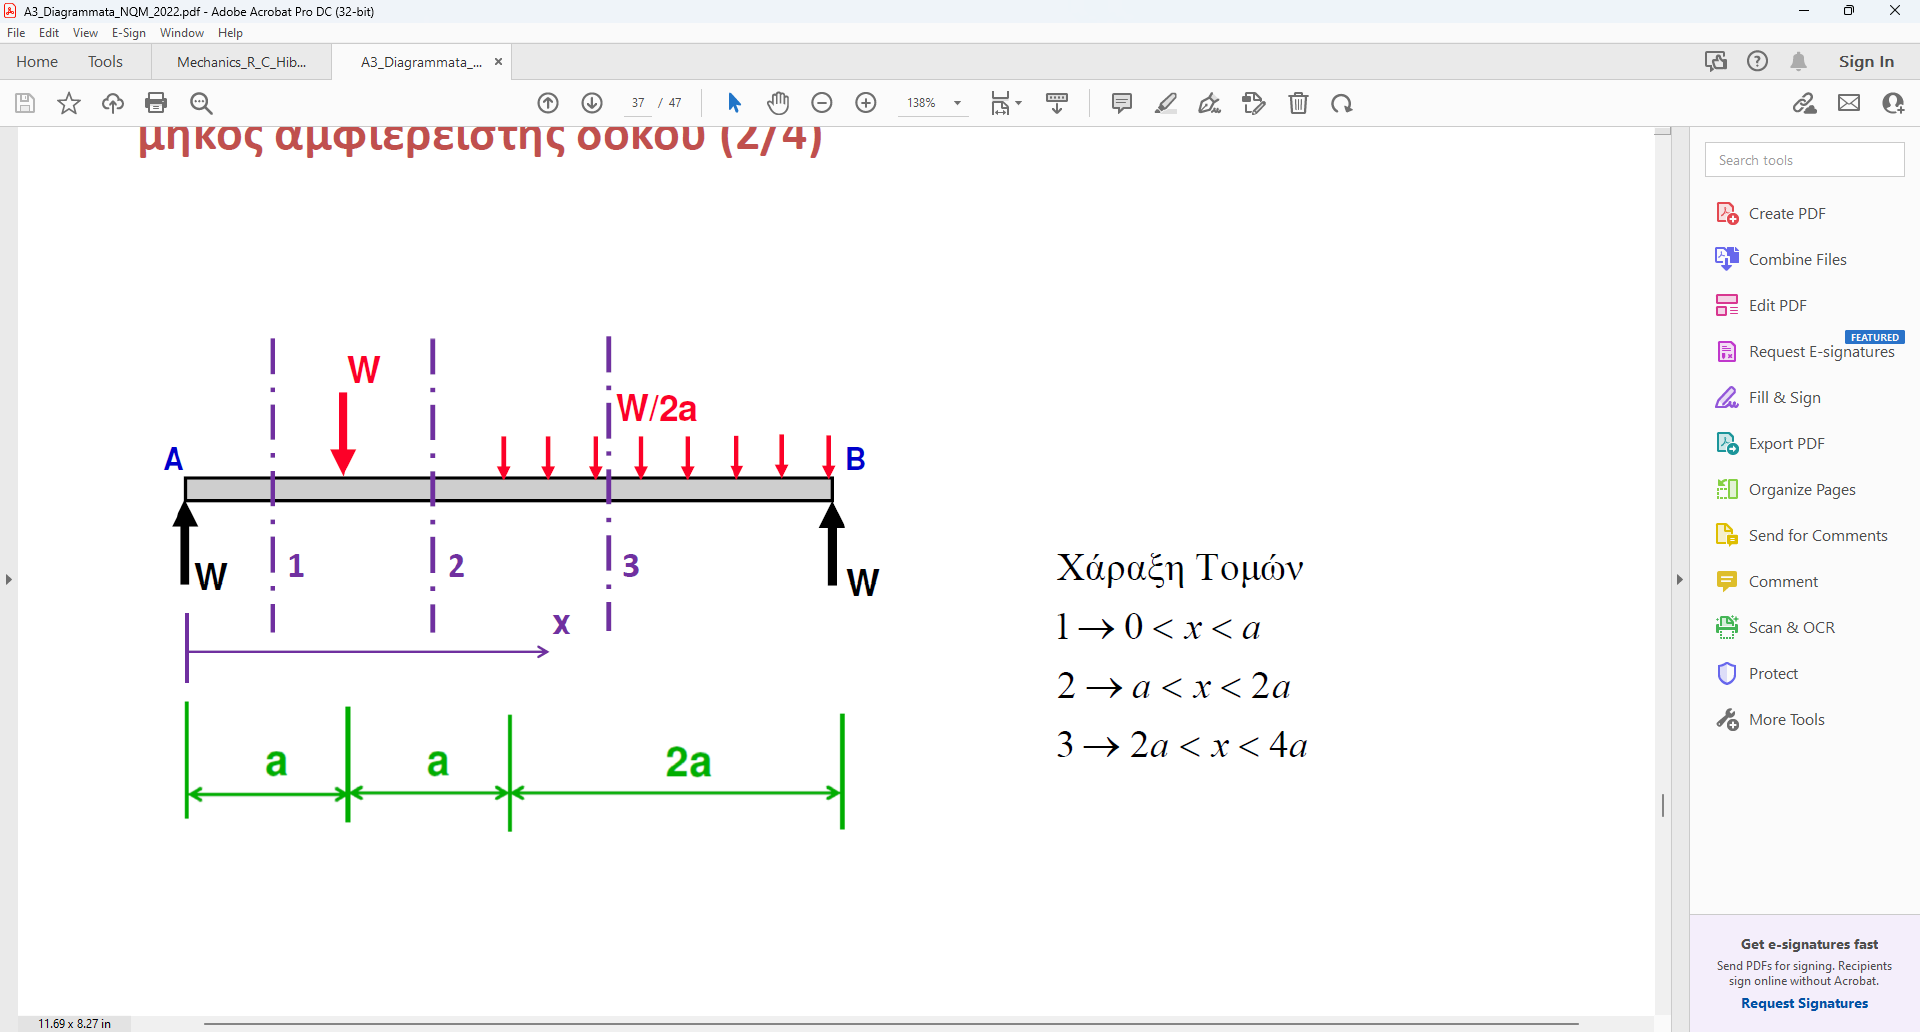 A3_Diagrammata_NQM_2022.pdf - Adobe Acrobat Pro DC (32-bit)
File Edit View E-Sign Window Help
Home Tools Mechanics_R_C_Hib... A3_Diagrammata_... × Sign In
37 / 47 138%
μήκος αμφιέρειστης δοκού (2/4)
W
W/2a
A
B
W
1
2
3
W
x
a
a
2a
Χάραξη Τομών
1 → 0 < x < a
2 → a < x < 2a
3 → 2a < x < 4a
Search tools
Create PDF
Combine Files
Edit PDF
FEATURED
Request E-signatures
Fill & Sign
Export PDF
Organize Pages
Send for Comments
Comment
Scan & OCR
Protect
More Tools
Get e-signatures fast
Send PDFs for signing. Recipients
sign online without Acrobat.
Request Signatures
11.69 x 8.27 in